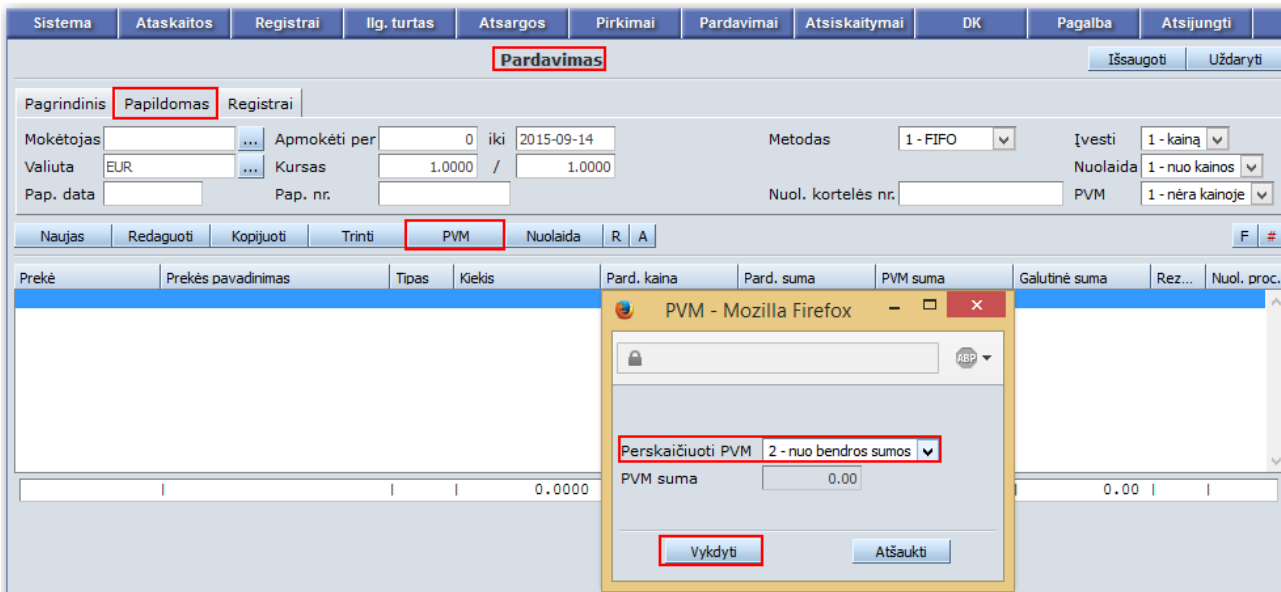 Sistema Ataskaitos Registrai Ilg. turtas Atsargos Pirkimai Pardavimai Atsiskaitymai DK Pagalba Atsijungti
Pardavimas Išsaugoti Uždaryti
Pagrindinis Papildomas Registrai
Mokėtojas ... Apmokėti per 0 iki 2015-09-14 Metodas 1 - FIFO Įvesti 1 - kainą
Valiuta EUR ... Kursas 1.0000 / 1.0000 Nuolaida 1 - nuo kainos
Pap. data Pap. nr. Nuol. kortelės nr. PVM 1 - nėra kainoje
Naujas Redaguoti Kopijuoti Trinti PVM Nuolaida R A F #
Prekė Prekės pavadinimas Tipas Kiekis Pard. kaina Pard. suma PVM suma Galutinė suma Rez... Nuol. proc.
PVM - Mozilla Firefox
ABP
Perskaičiuoti PVM 2 - nuo bendros sumos
PVM suma 0.00
| | | 0.0000 | 0.00 | |
Vykdyti Atšaukti